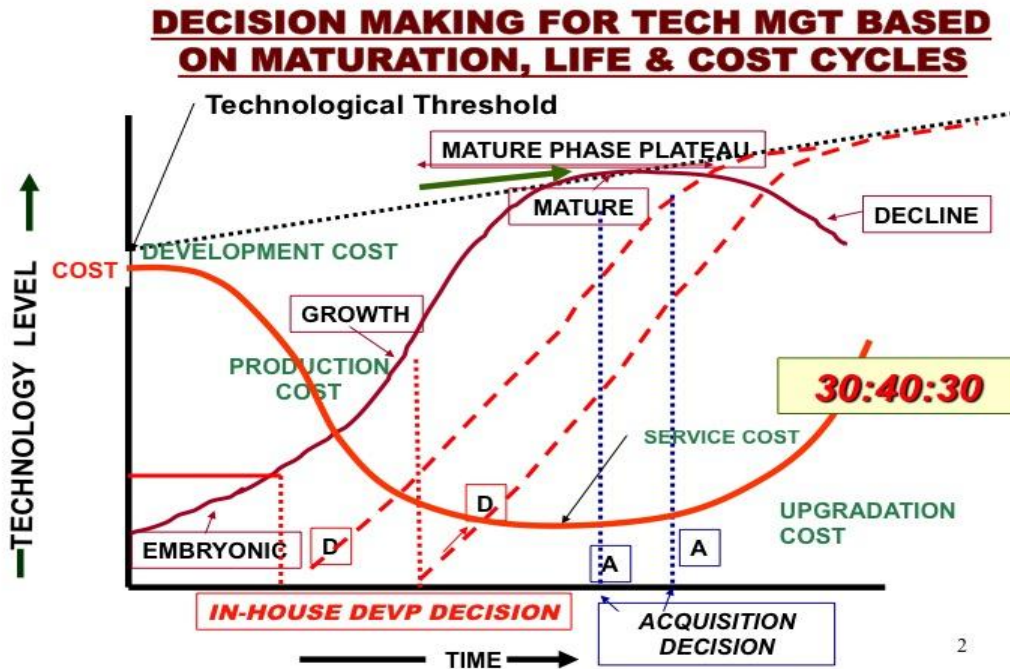 DECISION MAKING FOR TECH MGT BASED
ON MATURATION, LIFE & COST CYCLES
Technological Threshold
MATURE PHASE PLATEAU
MATURE
DECLINE
DEVELOPMENT COST
COST
GROWTH
PRODUCTION
COST
30:40:30
SERVICE COST
D
UPGRADATION
COST
EMBRYONIC
D
A
A
IN-HOUSE DEVP DECISION
ACQUISITION
DECISION
TIME
TECHNOLOGY LEVEL
2